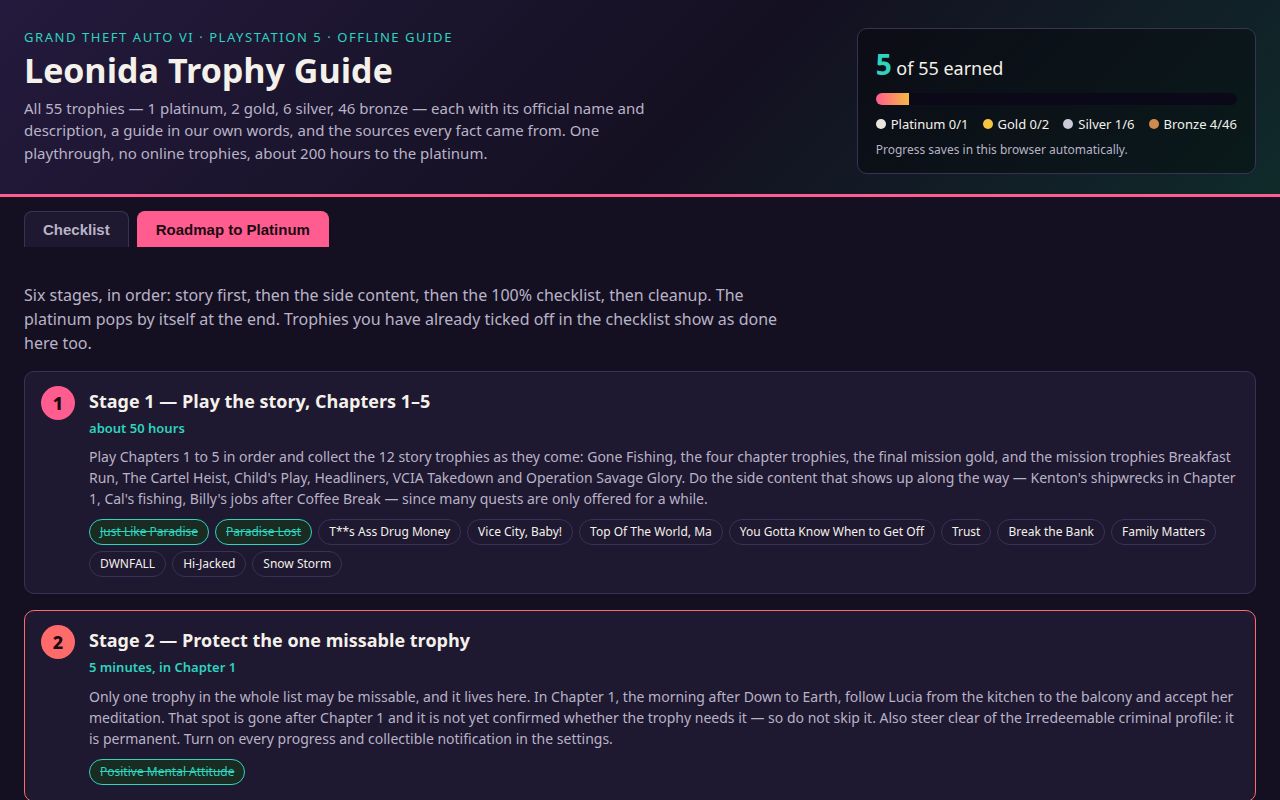 GRAND THEFT AUTO VI · PLAYSTATION 5 · OFFLINE GUIDE
Leonida Trophy Guide
All 55 trophies — 1 platinum, 2 gold, 6 silver, 46 bronze — each with its official name and
description, a guide in our own words, and the sources every fact came from. One
playthrough, no online trophies, about 200 hours to the platinum.
5 of 55 earned
Platinum 0/1 Gold 0/2 Silver 1/6 Bronze 4/46
Progress saves in this browser automatically.
Checklist
Roadmap to Platinum
Six stages, in order: story first, then the side content, then the 100% checklist, then cleanup. The
platinum pops by itself at the end. Trophies you have already ticked off in the checklist show as done
here too.
1
Stage 1 — Play the story, Chapters 1–5
about 50 hours
Play Chapters 1 to 5 in order and collect the 12 story trophies as they come: Gone Fishing, the four chapter trophies, the final mission gold, and the mission trophies Breakfast
Run, The Cartel Heist, Child's Play, Headliners, VCIA Takedown and Operation Savage Glory. Do the side content that shows up along the way — Kenton's shipwrecks in Chapter
1, Cal's fishing, Billy's jobs after Coffee Break — since many quests are only offered for a while.
Just Like Paradise Paradise Lost T**s Ass Drug Money Vice City, Baby! Top Of The World, Ma You Gotta Know When to Get Off Trust Break the Bank Family Matters
DWNFALL Hi-Jacked Snow Storm
2
Stage 2 — Protect the one missable trophy
5 minutes, in Chapter 1
Only one trophy in the whole list may be missable, and it lives here. In Chapter 1, the morning after Down to Earth, follow Lucia from the kitchen to the balcony and accept her
meditation. That spot is gone after Chapter 1 and it is not yet confirmed whether the trophy needs it — so do not skip it. Also steer clear of the Irredeemable criminal profile: it
is permanent. Turn on every progress and collectible notification in the settings.
Positive Mental Attitude